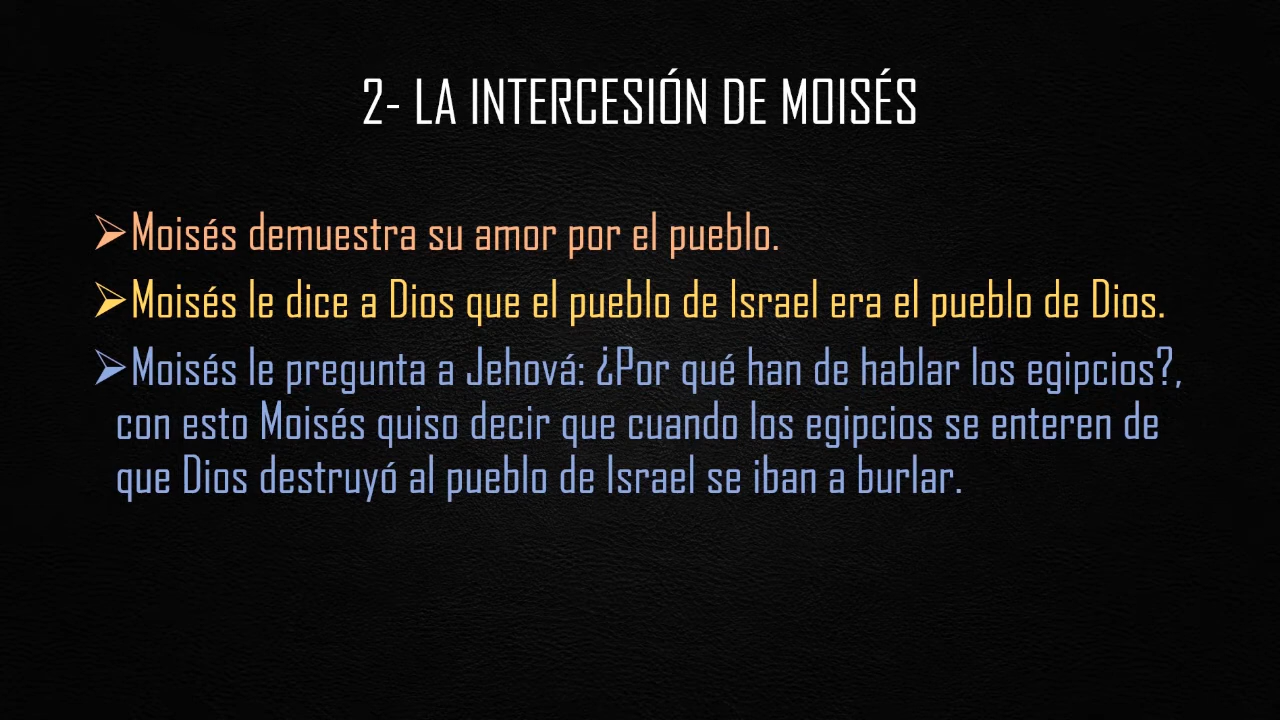 2- LA INTERCESIÓN DE MOISÉS
➢Moisés demuestra su amor por el pueblo.
➢Moisés le dice a Dios que el pueblo de Israel era el pueblo de Dios.
➢Moisés le pregunta a Jehová: ¿Por qué han de hablar los egipcios?,
con esto Moisés quiso decir que cuando los egipcios se enteren de
que Dios destruyó al pueblo de Israel se iban a burlar.